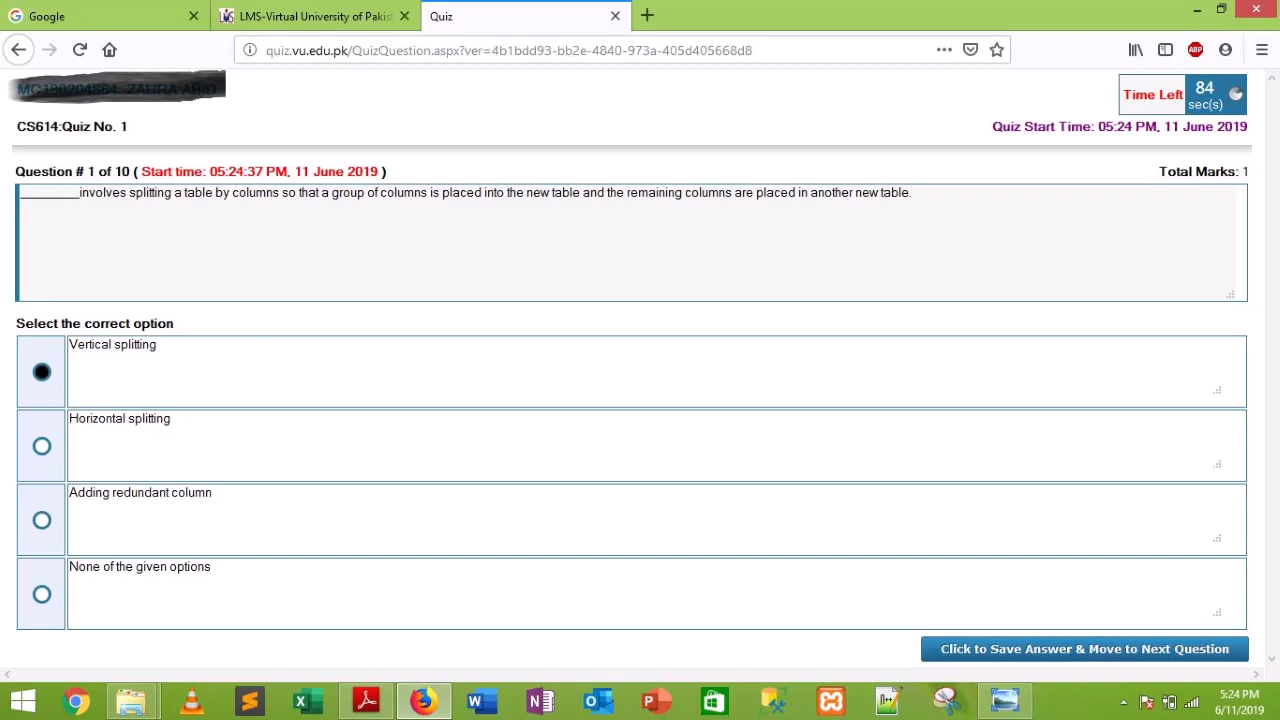 Google
LMS-Virtual University of Pakis
Quiz
quiz.vu.edu.pk/QuizQuestion.aspx?ver=4b1bdd93-bb2e-4840-973a-405d405668d8
ABP
Time Left 84
sec(s)
CS614:Quiz No. 1
Quiz Start Time: 05:24 PM, 11 June 2019
Question # 1 of 10 ( Start time: 05:24:37 PM, 11 June 2019 )
Total Marks: 1
________involves splitting a table by columns so that a group of columns is placed into the new table and the remaining columns are placed in another new table.
Select the correct option
Vertical splitting
Horizontal splitting
Adding redundant column
None of the given options
Click to Save Answer & Move to Next Question
5:24 PM
6/11/2019